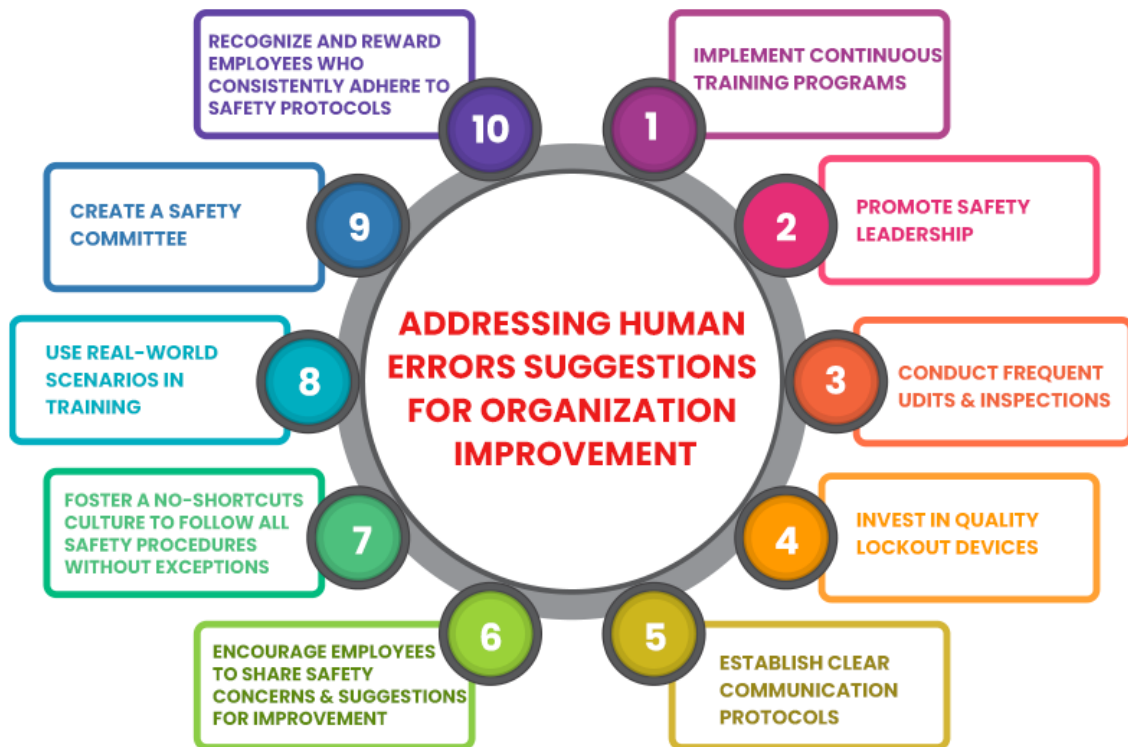 ADDRESSING HUMAN
ERRORS SUGGESTIONS
FOR ORGANIZATION
IMPROVEMENT
1
IMPLEMENT CONTINUOUS
TRAINING PROGRAMS
2
PROMOTE SAFETY
LEADERSHIP
3
CONDUCT FREQUENT
UDITS & INSPECTIONS
4
INVEST IN QUALITY
LOCKOUT DEVICES
5
ESTABLISH CLEAR
COMMUNICATION
PROTOCOLS
6
ENCOURAGE EMPLOYEES
TO SHARE SAFETY
CONCERNS & SUGGESTIONS
FOR IMPROVEMENT
7
FOSTER A NO-SHORTCUTS
CULTURE TO FOLLOW ALL
SAFETY PROCEDURES
WITHOUT EXCEPTIONS
8
USE REAL-WORLD
SCENARIOS IN
TRAINING
9
CREATE A SAFETY
COMMITTEE
10
RECOGNIZE AND REWARD
EMPLOYEES WHO
CONSISTENTLY ADHERE TO
SAFETY PROTOCOLS